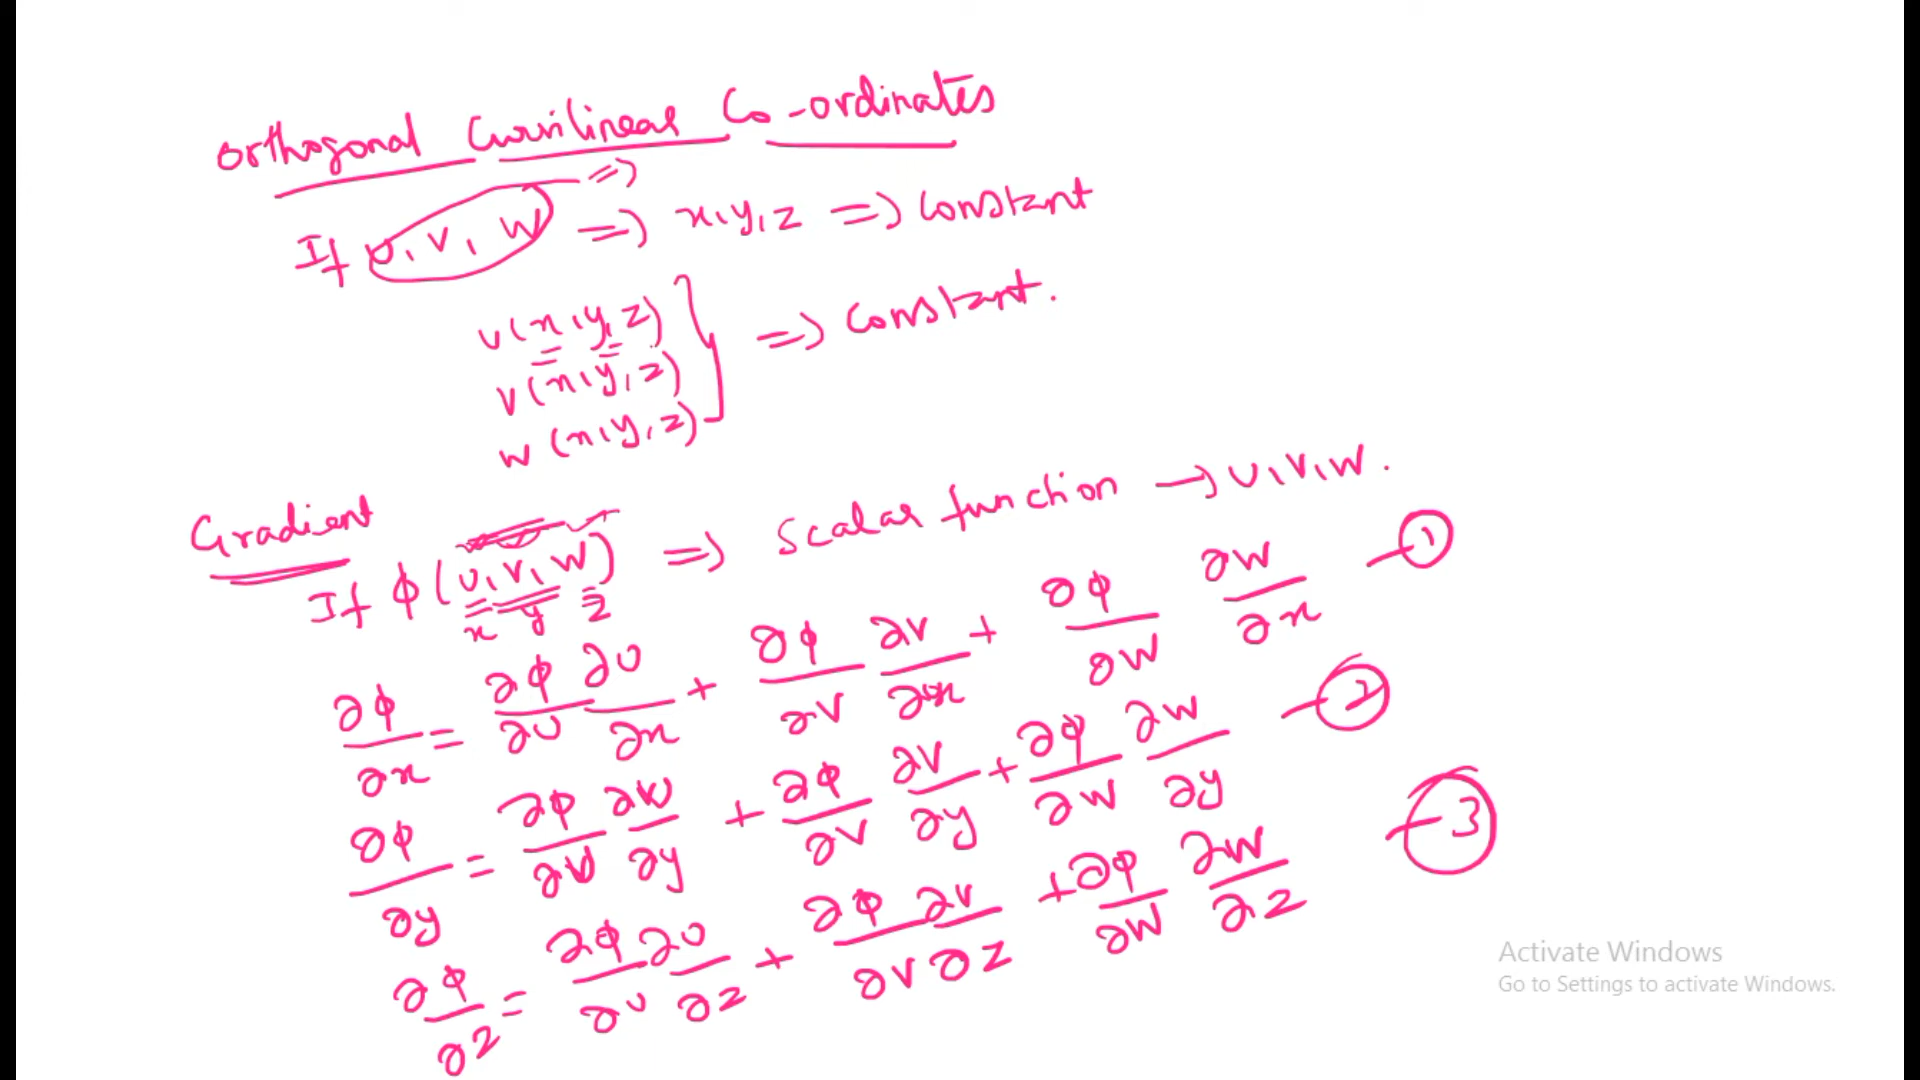 Orthogonal Curvilinear Co-ordinates
=>
If u, v, w => x, y, z => Constant
u(x, y, z)
v(x, y, z) } => Constant.
w(x, y, z)
Gradient
If ϕ(u, v, w) => Scalar function → u, v, w.
x y z
∂ϕ/∂x = ∂ϕ/∂u ∂u/∂x + ∂ϕ/∂v ∂v/∂x + ∂ϕ/∂w ∂w/∂x – 1
∂ϕ/∂y = ∂ϕ/∂u ∂u/∂y + ∂ϕ/∂v ∂v/∂y + ∂ϕ/∂w ∂w/∂y – 2
∂ϕ/∂z = ∂ϕ/∂u ∂u/∂z + ∂ϕ/∂v ∂v/∂z + ∂ϕ/∂w ∂w/∂z – 3
Activate Windows
Go to Settings to activate Windows.